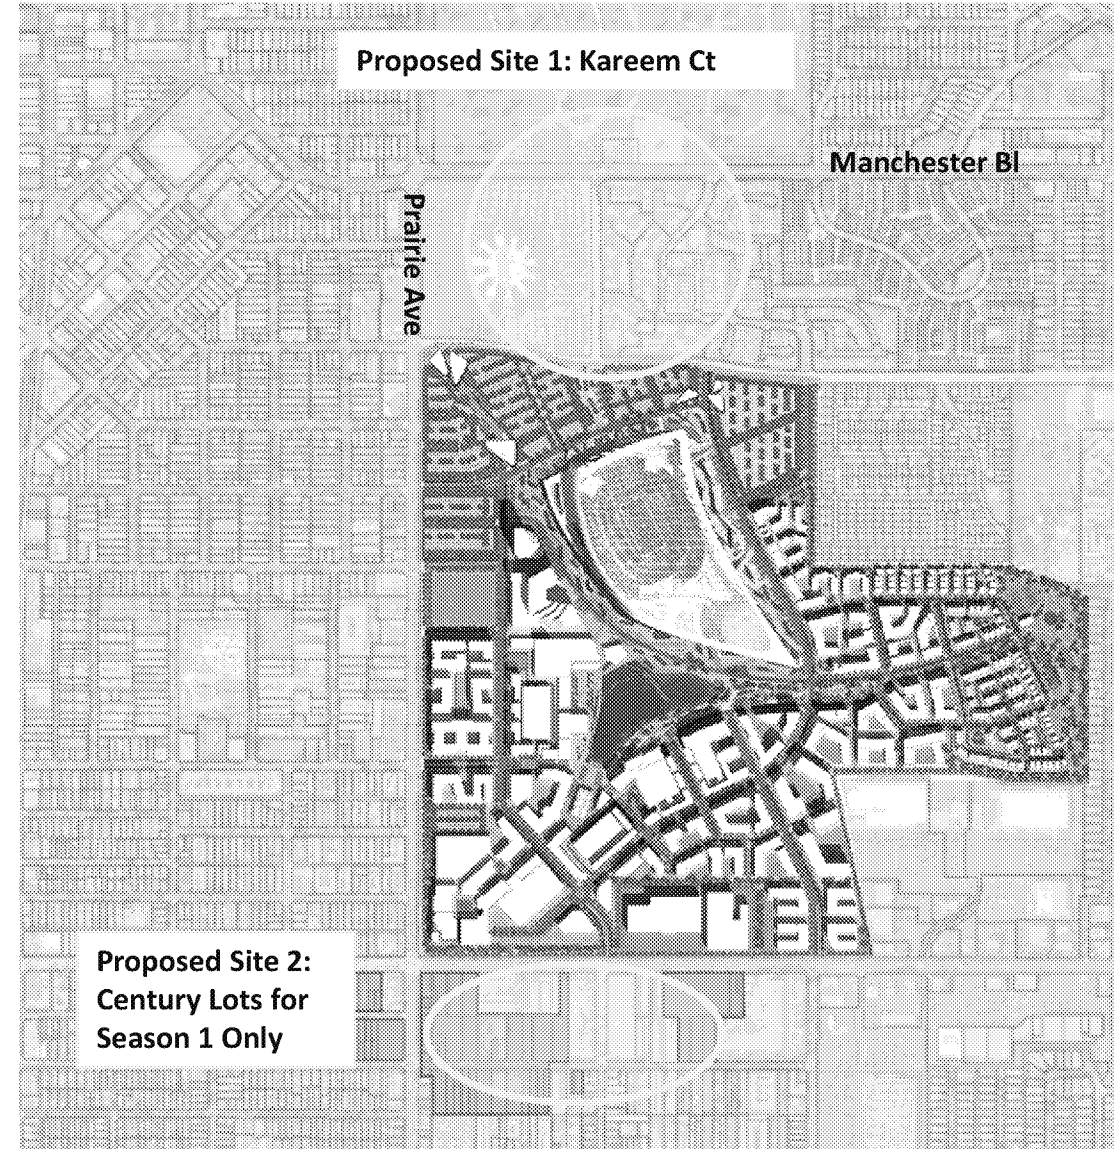 Proposed Site 1: Kareem Ct
Manchester Bl
Prairie Ave
Proposed Site 2:
Century Lots for
Season 1 Only